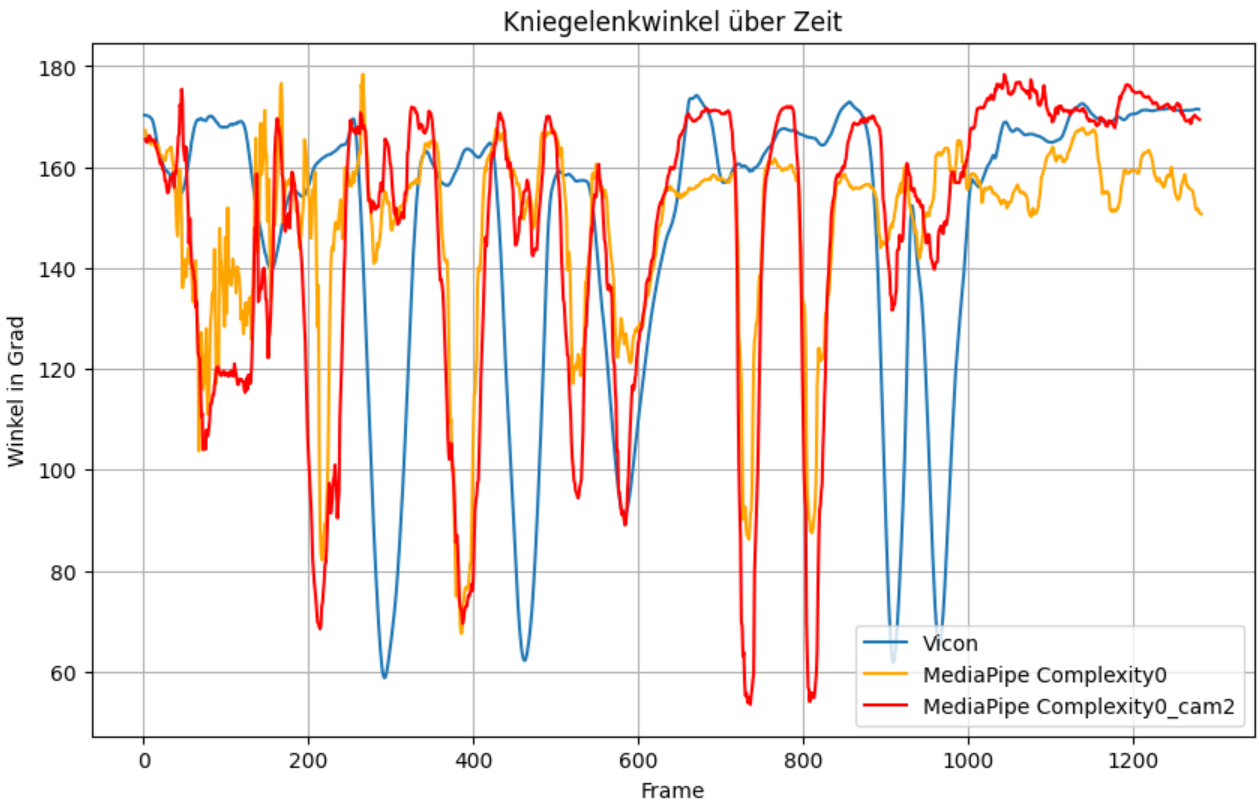 Kniegelenkwinkel über Zeit
Winkel in Grad
180
160
140
120
100
80
60
0 200 400 600 800 1000 1200
Frame
Vicon
MediaPipe Complexity0
MediaPipe Complexity0_cam2